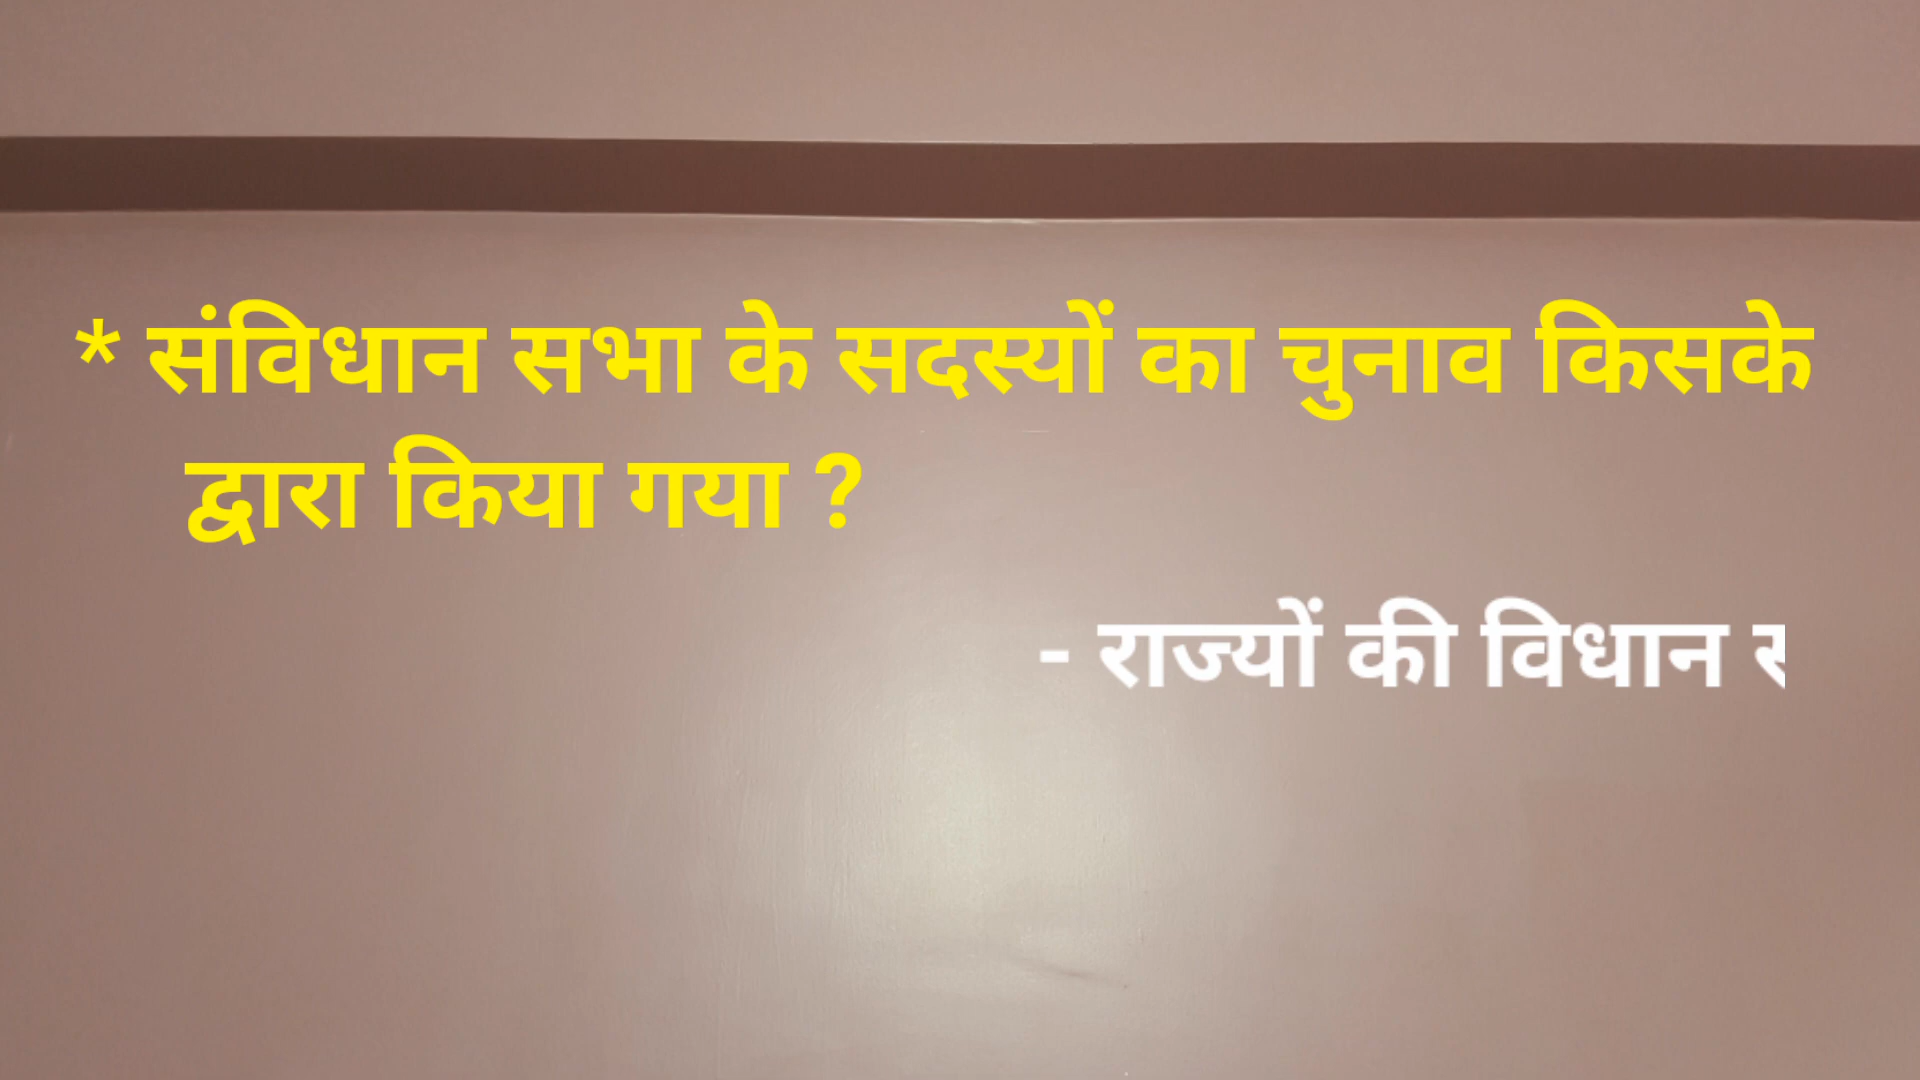 * संविधान सभा के सदस्यों का चुनाव किसके
द्वारा किया गया ?
- राज्यों की विधान